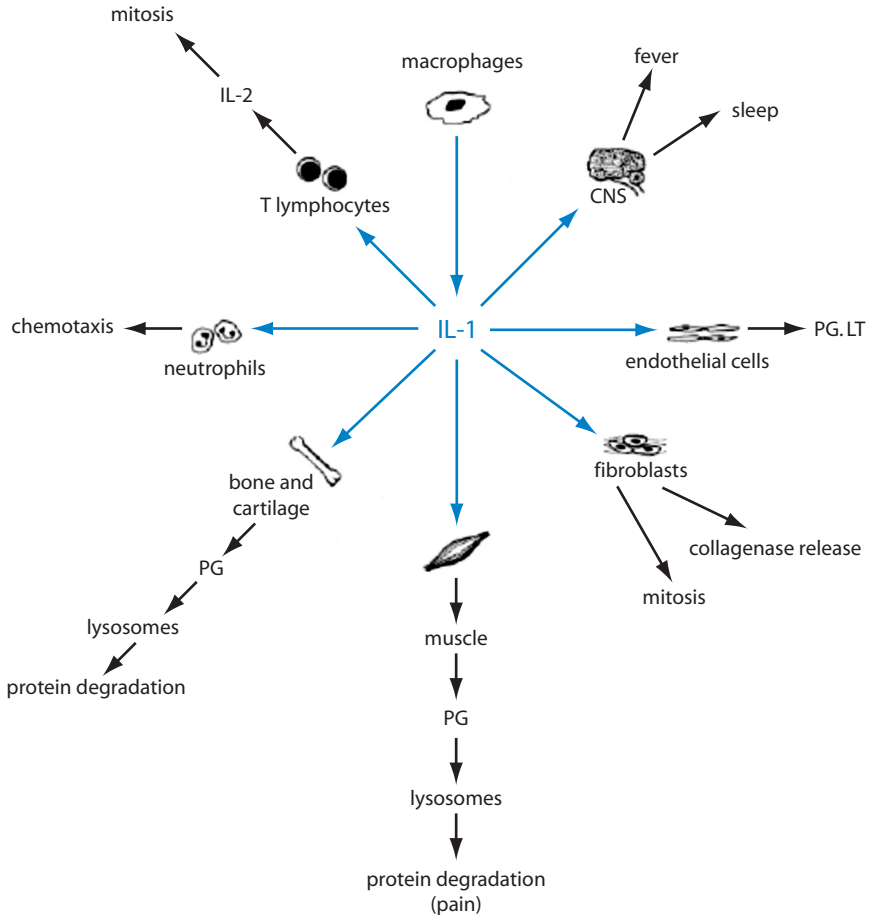 mitosis
macrophages
fever
IL-2
sleep
T lymphocytes
CNS
chemotaxis
IL-1
PG. LT
neutrophils
endothelial cells
bone and
cartilage
fibroblasts
PG
collagenase release
lysosomes
mitosis
protein degradation
muscle
PG
lysosomes
protein degradation
(pain)